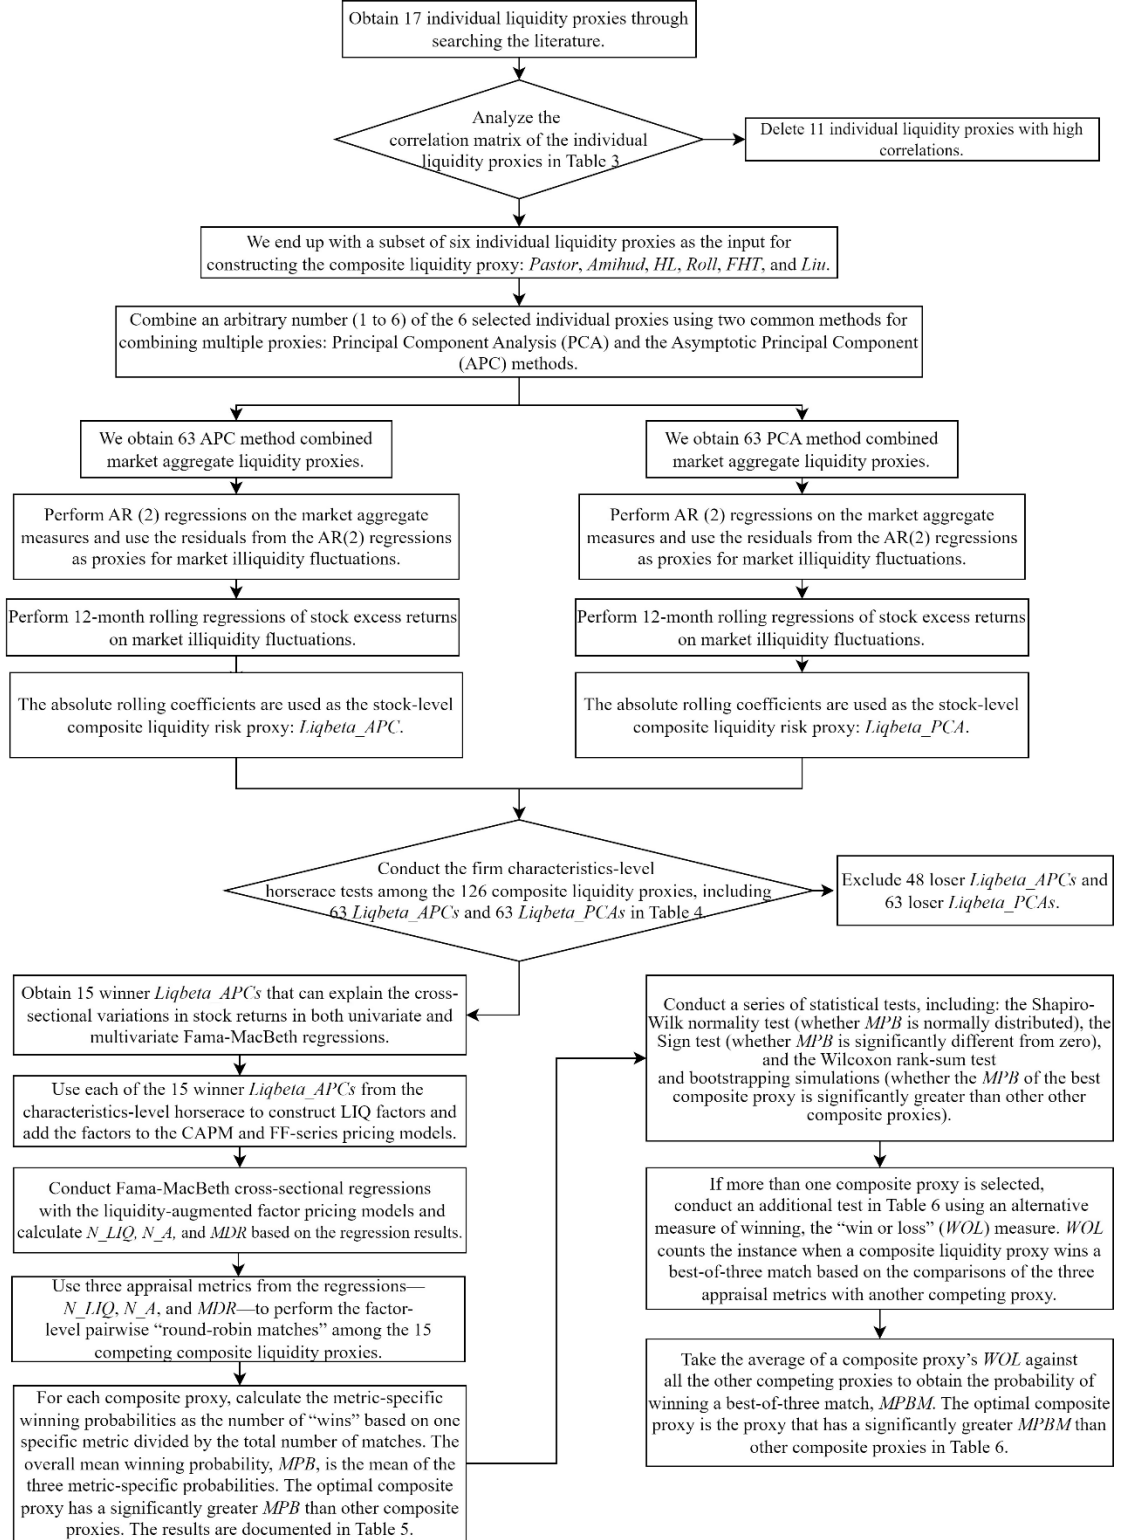 Obtain 17 individual liquidity proxies through
searching the literature.
Analyze the
correlation matrix of the individual
liquidity proxies in Table 3
Delete 11 individual liquidity proxies with high
correlations.
We end up with a subset of six individual liquidity proxies as the input for
constructing the composite liquidity proxy: Pastor, Amihud, HL, Roll, FHT, and Liu.
Combine an arbitrary number (1 to 6) of the 6 selected individual proxies using two common methods for
combining multiple proxies: Principal Component Analysis (PCA) and the Asymptotic Principal Component
(APC) methods.
We obtain 63 APC method combined
market aggregate liquidity proxies.
We obtain 63 PCA method combined
market aggregate liquidity proxies.
Perform AR (2) regressions on the market aggregate
measures and use the residuals from the AR(2) regressions
as proxies for market illiquidity fluctuations.
Perform AR (2) regressions on the market aggregate
measures and use the residuals from the AR(2) regressions
as proxies for market illiquidity fluctuations.
Perform 12-month rolling regressions of stock excess returns
on market illiquidity fluctuations.
Perform 12-month rolling regressions of stock excess returns
on market illiquidity fluctuations.
The absolute rolling coefficients are used as the stock-level
composite liquidity risk proxy: Liqbeta_APC.
The absolute rolling coefficients are used as the stock-level
composite liquidity risk proxy: Liqbeta_PCA.
Conduct the firm characteristics-level
horserace tests among the 126 composite liquidity proxies, including
63 Liqbeta_APCs and 63 Liqbeta_PCAs in Table 4.
Exclude 48 loser Liqbeta_APCs and
63 loser Liqbeta_PCAs.
Obtain 15 winner Liqbeta_APCs that can explain the cross-
sectional variations in stock returns in both univariate and
multivariate Fama-MacBeth regressions.
Use each of the 15 winner Liqbeta_APCs from the
characteristics-level horserace to construct LIQ factors and
add the factors to the CAPM and FF-series pricing models.
Conduct Fama-MacBeth cross-sectional regressions
with the liquidity-augmented factor pricing models and
calculate N_LIQ, N_A, and MDR based on the regression results.
Use three appraisal metrics from the regressions—
N_LIQ, N_A, and MDR—to perform the factor-
level pairwise “round-robin matches” among the 15
competing composite liquidity proxies.
For each composite proxy, calculate the metric-specific
winning probabilities as the number of “wins” based on one
specific metric divided by the total number of matches. The
overall mean winning probability, MPB, is the mean of the
three metric-specific probabilities. The optimal composite
proxy has a significantly greater MPB than other composite
proxies. The results are documented in Table 5.
Conduct a series of statistical tests, including: the Shapiro-
Wilk normality test (whether MPB is normally distributed), the
Sign test (whether MPB is significantly different from zero),
and the Wilcoxon rank-sum test
and bootstrapping simulations (whether the MPB of the best
composite proxy is significantly greater than other other
composite proxies).
If more than one composite proxy is selected,
conduct an additional test in Table 6 using an alternative
measure of winning, the “win or loss” (WOL) measure. WOL
counts the instance when a composite liquidity proxy wins a
best-of-three match based on the comparisons of the three
appraisal metrics with another competing proxy.
Take the average of a composite proxy’s WOL against
all the other competing proxies to obtain the probability of
winning a best-of-three match, MPBM. The optimal composite
proxy is the proxy that has a significantly greater MPBM than
other composite proxies in Table 6.